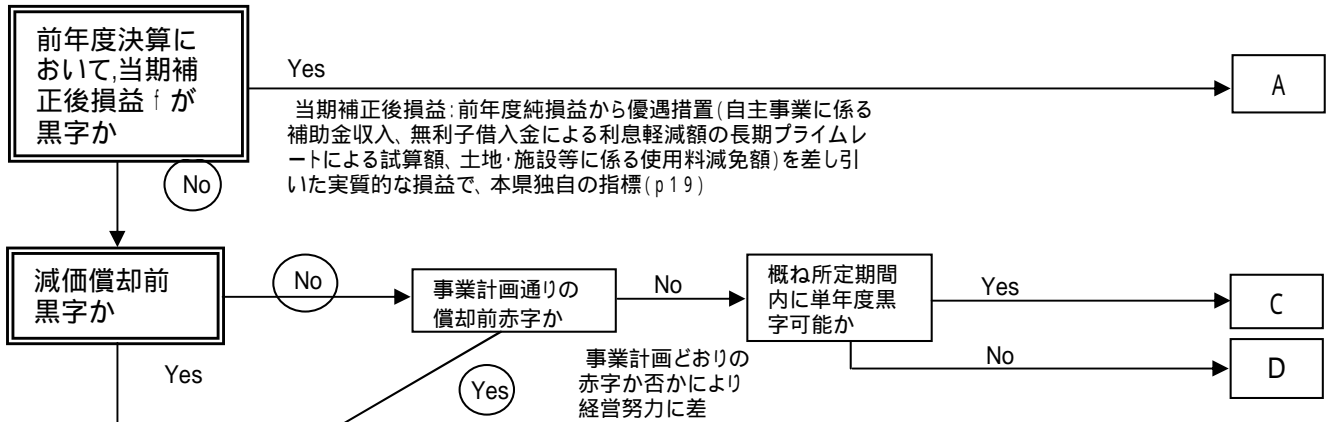 前年度決算に
おいて,当期補
正後損益fが
黒字か
Yes
A
当期補正後損益:前年度純損益から優遇措置(自主事業に係る
補助金収入、無利子借入金による利息軽減額の長期プライムレ
ートによる試算額、土地・施設等に係る使用料減免額)を差し引
いた実質的な損益で、本県独自の指標(p19)
No
減価償却前
黒字か
No
事業計画通りの
償却前赤字か
No
概ね所定期間
内に単年度黒
字可能か
Yes
C
No
D
Yes
Yes
事業計画どおりの
赤字か否かにより
経営努力に差